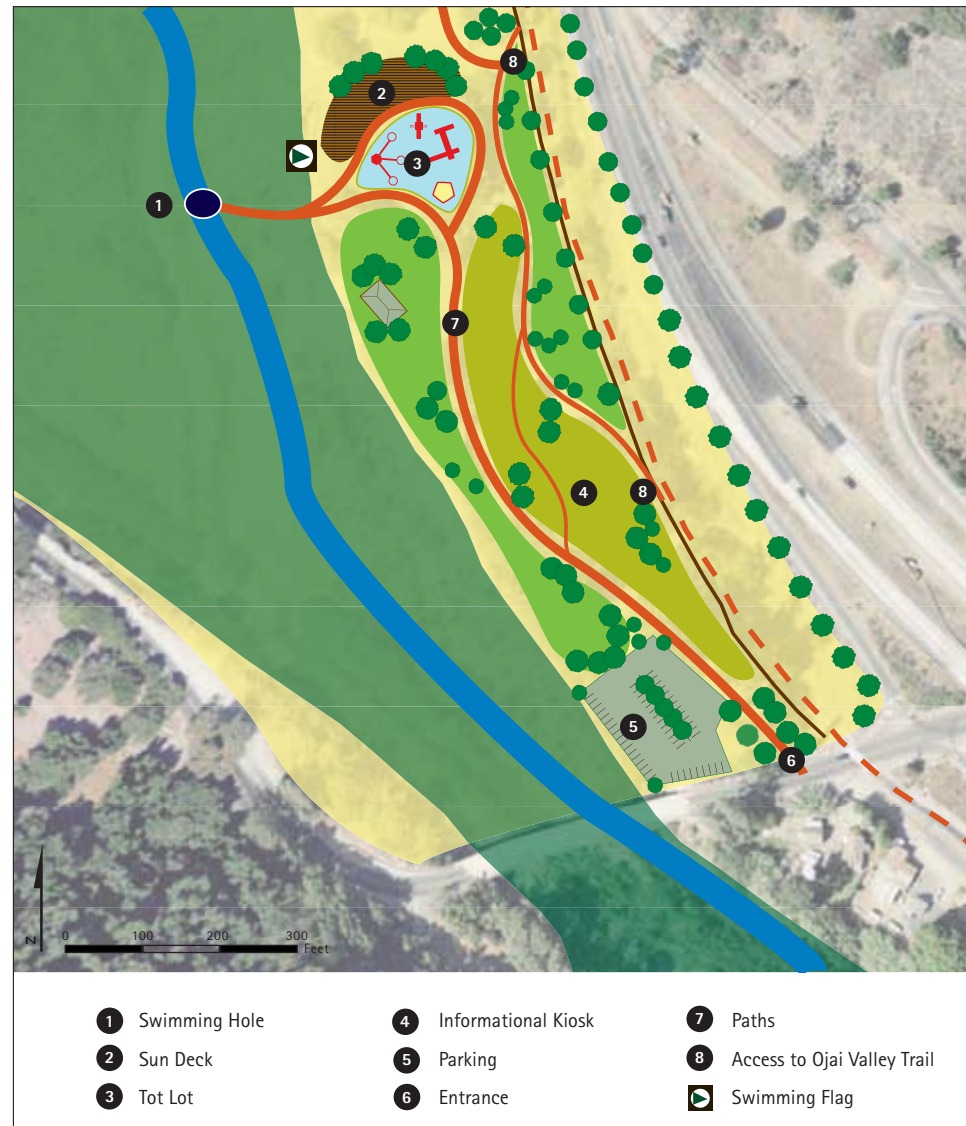 8
2
3
1
7
4 8
5
6
N
0 100 200 300
Feet
1 Swimming Hole
2 Sun Deck
3 Tot Lot
4 Informational Kiosk
5 Parking
6 Entrance
7 Paths
8 Access to Ojai Valley Trail
Swimming Flag